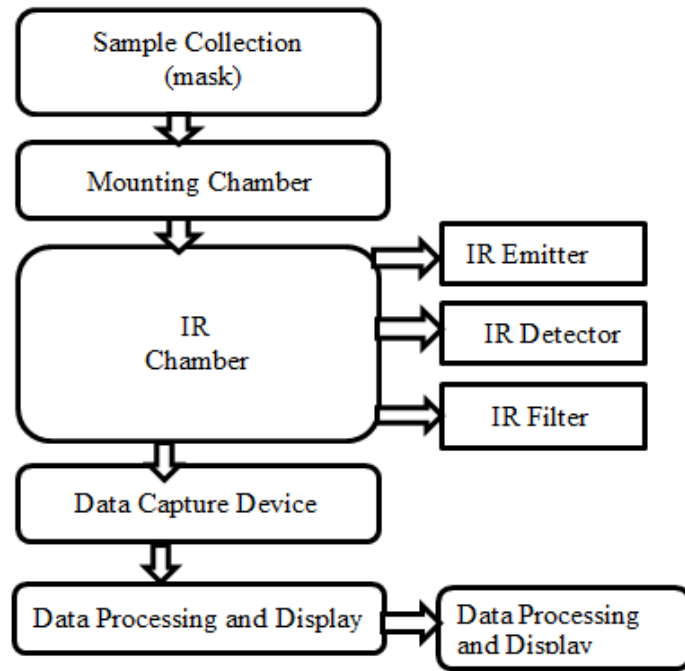 Sample Collection
(mask)
Mounting Chamber
IR Emitter
IR
Chamber
IR Detector
IR Filter
Data Capture Device
Data Processing and Display
Data Processing
and Display